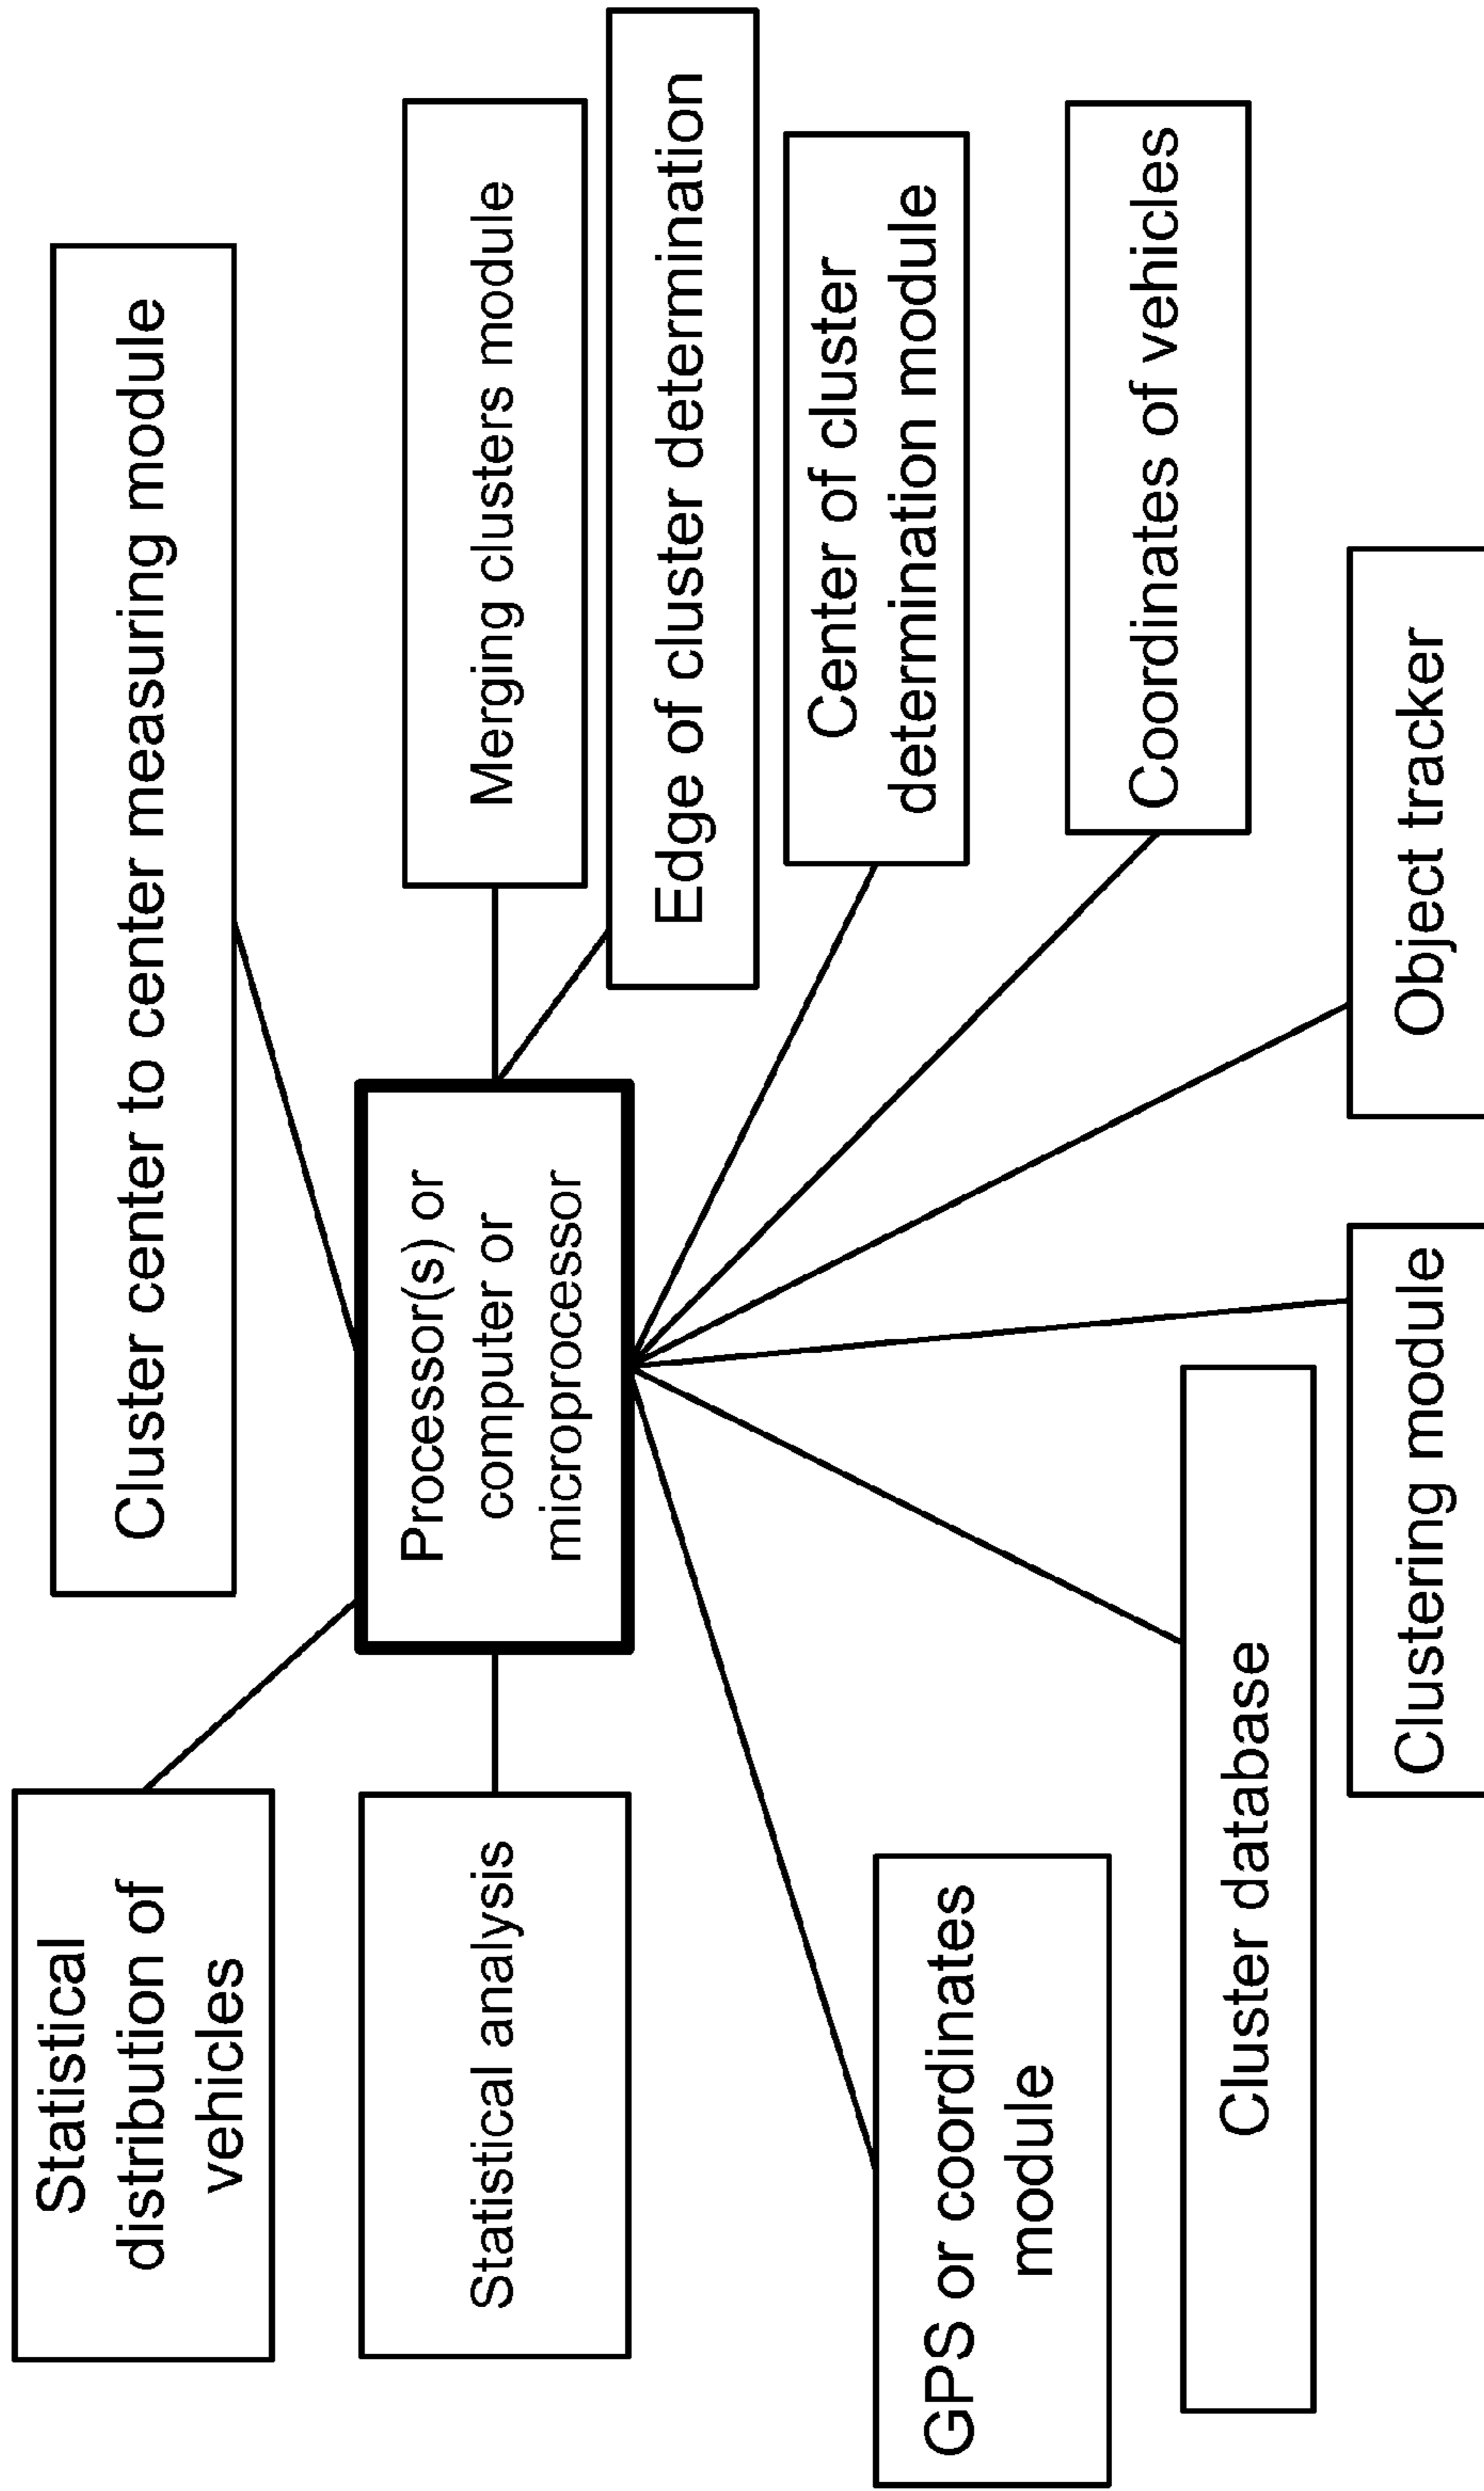 Statistical
distribution of
vehicles
Cluster center to center measuring module
Statistical analysis
Processor(s) or
computer or
microprocessor
Merging clusters module
Edge of cluster determination
Center of cluster
determination module
GPS or coordinates
module
Coordinates of vehicles
Cluster database
Clustering module
Object tracker